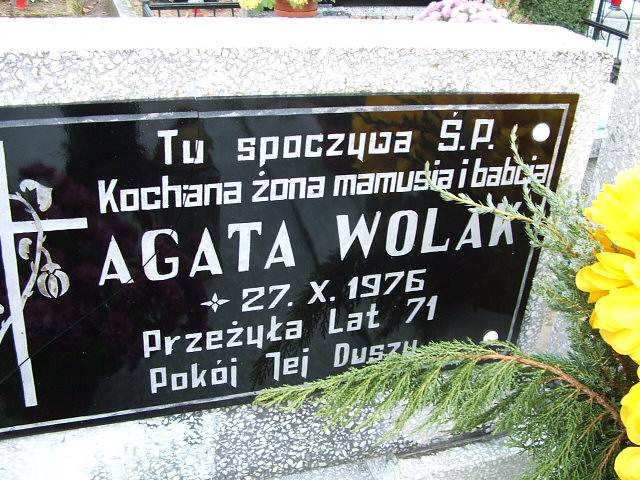 Tu spoczywa Ś.P.
Kochana żona mamusia i babcia
AGATA WOLAK
27. X. 1976
Przeżyła Lat 71
Pokój Jej Duszy